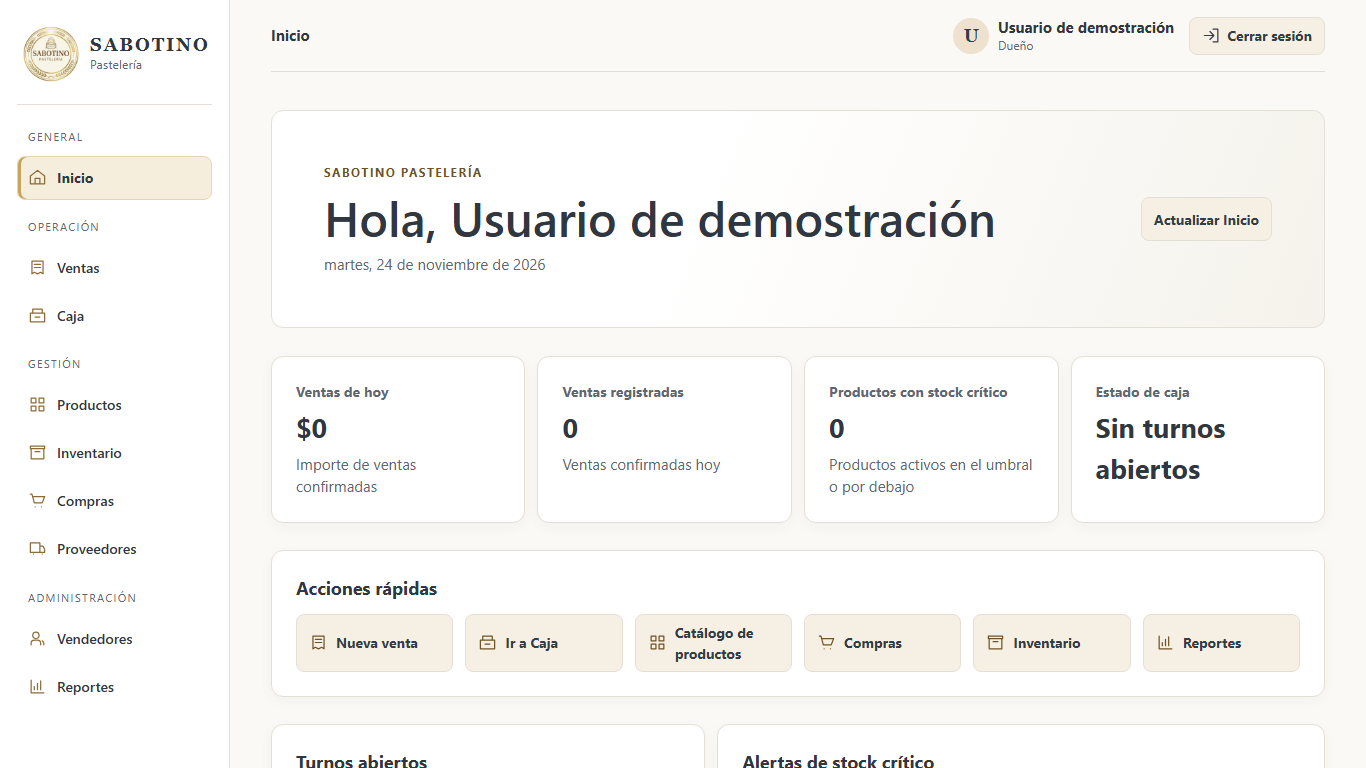 SABOTINO
PASTELERÍA
SABOTINO
Pastelería
GENERAL
Inicio
OPERACIÓN
Ventas
Caja
GESTIÓN
Productos
Inventario
Compras
Proveedores
ADMINISTRACIÓN
Vendedores
Reportes
Inicio
U
Usuario de demostración
Dueño
Cerrar sesión
SABOTINO PASTELERÍA
Hola, Usuario de demostración
martes, 24 de noviembre de 2026
Actualizar Inicio
Ventas de hoy
$0
Importe de ventas
confirmadas
Ventas registradas
0
Ventas confirmadas hoy
Productos con stock crítico
0
Productos activos en el umbral
o por debajo
Estado de caja
Sin turnos
abiertos
Acciones rápidas
Nueva venta
Ir a Caja
Catálogo de
productos
Compras
Inventario
Reportes
Turnos abiertos
Alertas de stock crítico